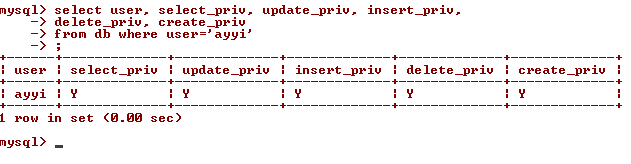 mysql> select user, select_priv, update_priv, insert_priv,
    -> delete_priv, create_priv
    -> from db where user='ayyi'
    -> ;
+------+-------------+-------------+-------------+-------------+-------------+
| user | select_priv | update_priv | insert_priv | delete_priv | create_priv |
+------+-------------+-------------+-------------+-------------+-------------+
| ayyi | Y           | Y           | Y           | Y           | Y           |
+------+-------------+-------------+-------------+-------------+-------------+
1 row in set (0.00 sec)
mysql> _